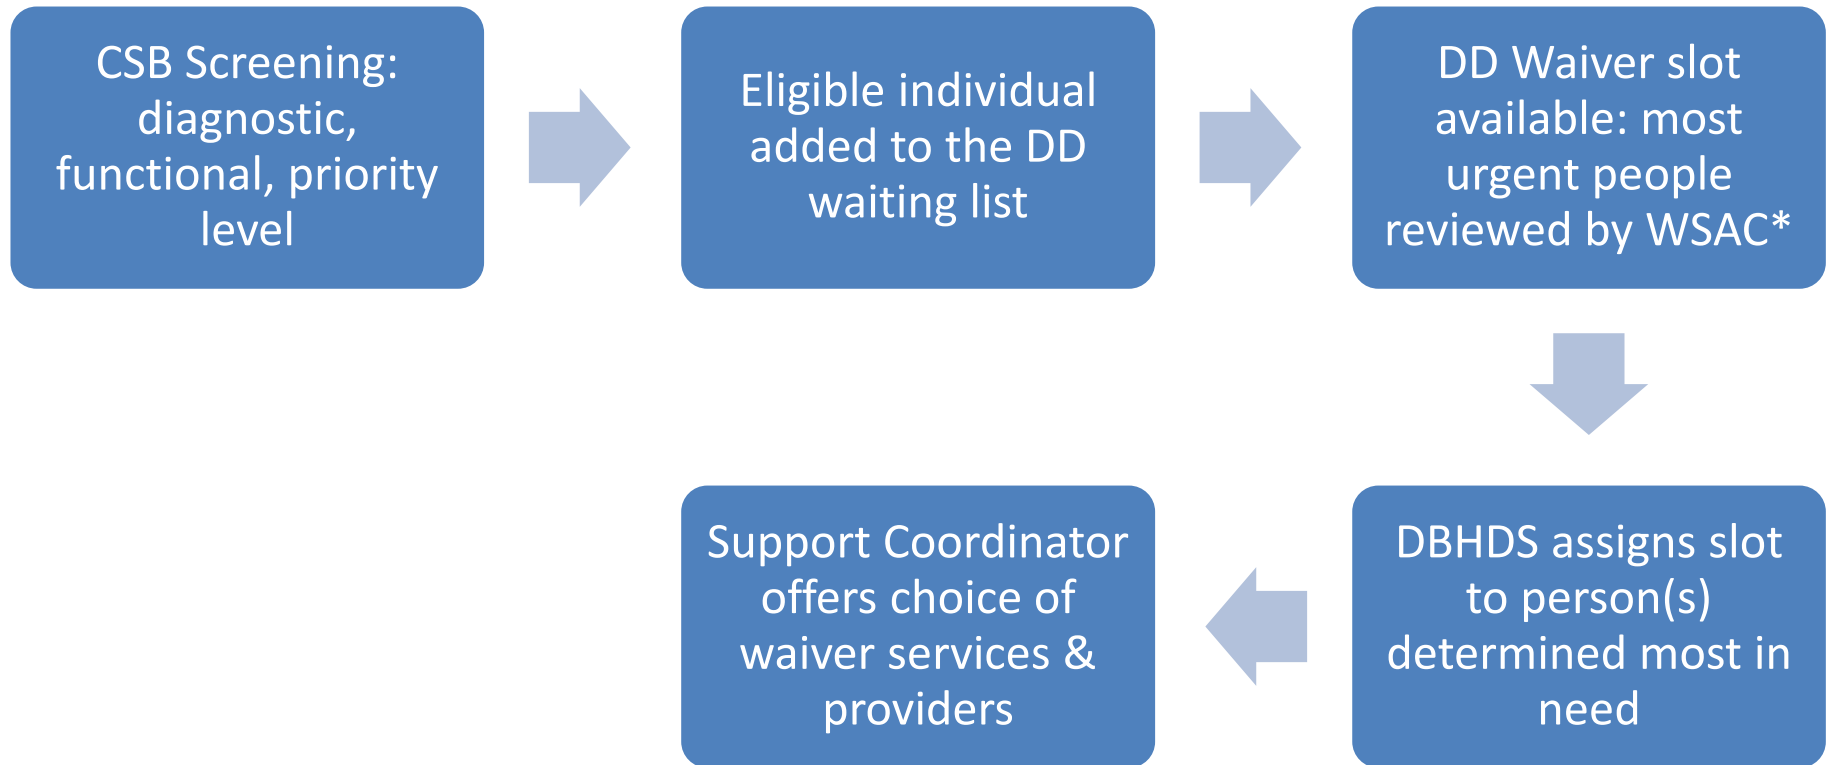 CSB Screening:
diagnostic,
functional, priority
level
Eligible individual
added to the DD
waiting list
DD Waiver slot
available: most
urgent people
reviewed by WSAC*
DBHDS assigns slot
to person(s)
determined most in
need
Support Coordinator
offers choice of
waiver services &
providers